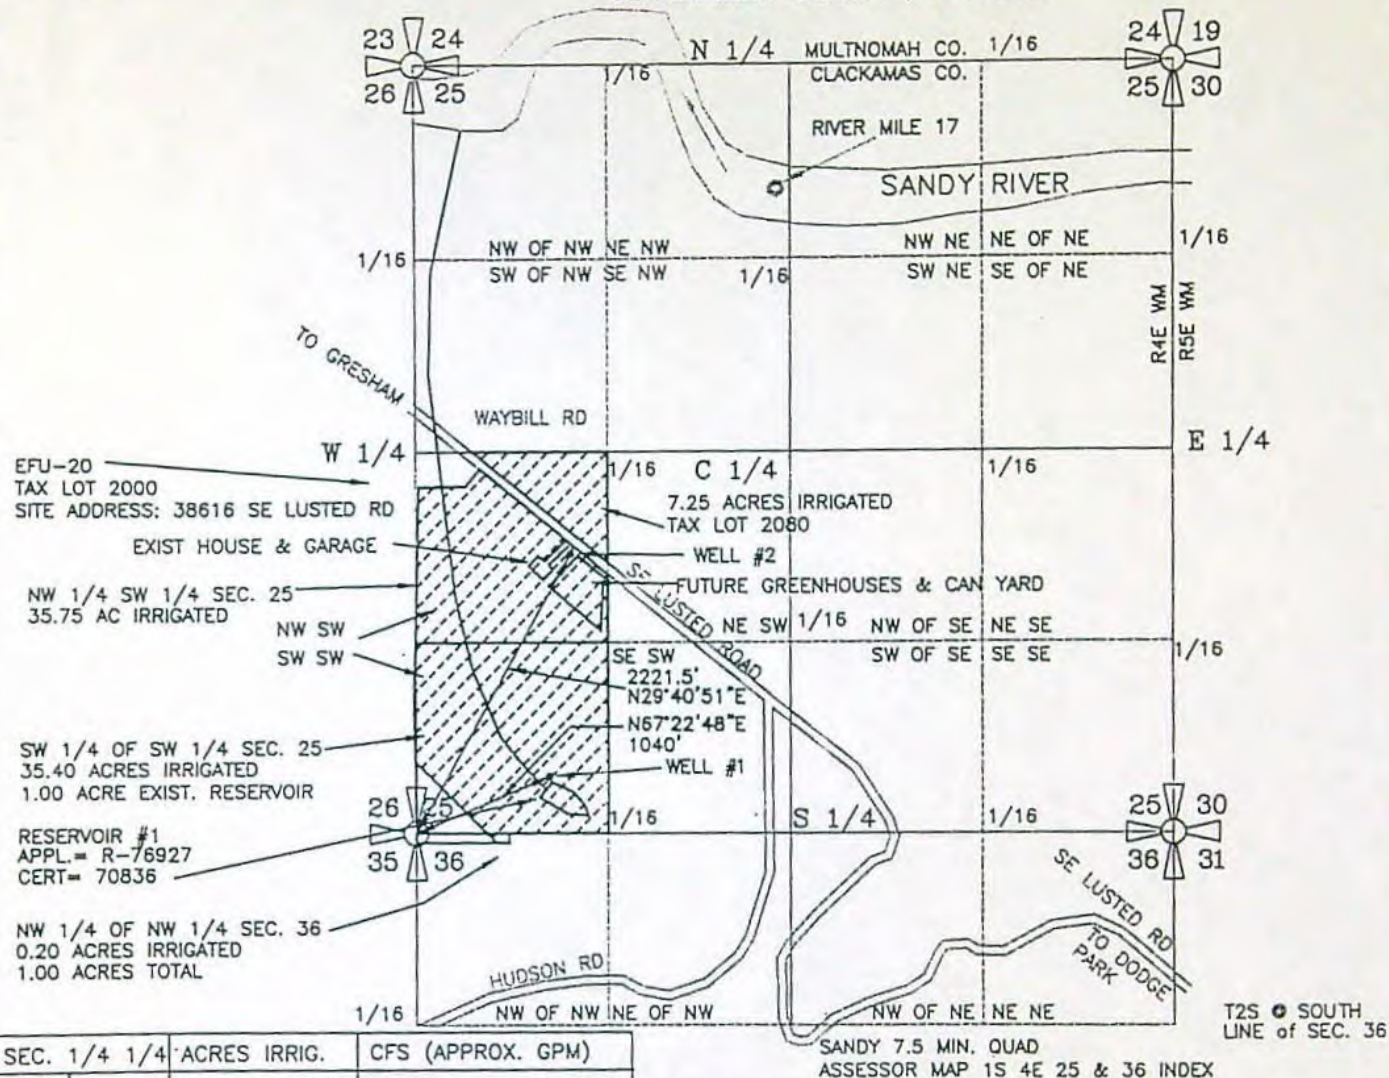 23 24
26 25
N 1/4
MULTNOMAH CO.
CLACKAMAS CO.
1/16
1/16
24 19
25 30
RIVER MILE 17
SANDY RIVER
1/16
NW OF NW NE NW
SW OF NW SE NW
1/16
NW NE NE OF NE
SW NE SE OF NE
1/16
R4E WM
R5E WM
TO GRESHAM
WAYBILL RD
W 1/4
1/16
C 1/4
1/16
E 1/4
EFU-20
TAX LOT 2000
SITE ADDRESS: 38616 SE LUSTED RD
7.25 ACRES IRRIGATED
TAX LOT 2080
EXIST HOUSE & GARAGE
WELL #2
FUTURE GREENHOUSES & CAN YARD
SE LUSTED ROAD
NW 1/4 SW 1/4 SEC. 25
35.75 AC IRRIGATED
NW SW
SW SW
NE SW 1/16 NW OF SE NE SE
SW OF SE SE SE
1/16
SE SW
2221.5'
N29°40'51"E
N67°22'48"E
1040'
WELL #1
SW 1/4 OF SW 1/4 SEC. 25
35.40 ACRES IRRIGATED
1.00 ACRE EXIST. RESERVOIR
26 25
35 36
1/16
S 1/4
1/16
25 30
36 31
RESERVOIR #1
APPL.= R-76927
CERT= 70836
NW 1/4 OF NW 1/4 SEC. 36
0.20 ACRES IRRIGATED
1.00 ACRES TOTAL
SE LUSTED RD
TO DODGE
PARK
HUDSON RD
1/16
NW OF NW NE OF NW
NW OF NE NE NE
T2S @ SOUTH
LINE of SEC. 36
SEC. 1/4 1/4 ACRES IRRIG. CFS (APPROX. GPM)
SANDY 7.5 MIN. QUAD
ASSESSOR MAP 1S 4E 25 & 36 INDEX